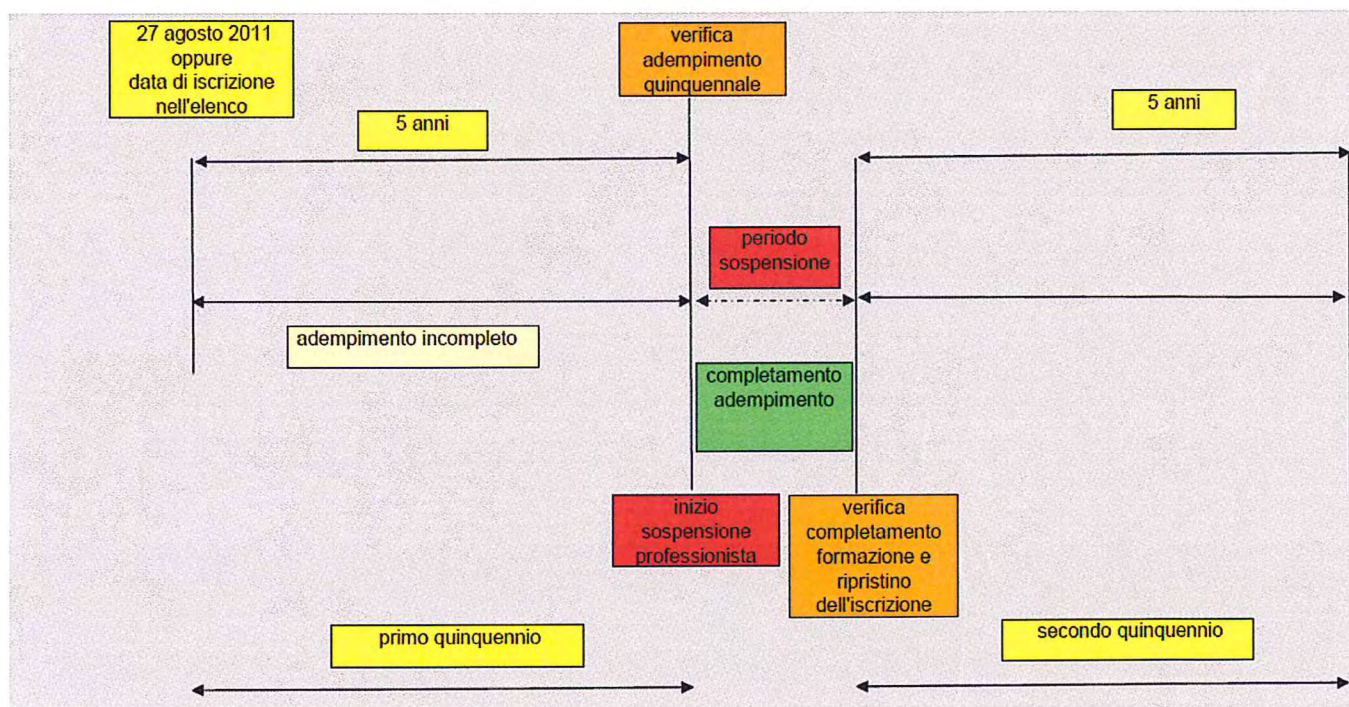 27 agosto 2011
oppure
data di iscrizione
nell'elenco
verifica
adempimento
quinquennale
5 anni
5 anni
periodo
sospensione
adempimento incompleto
completamento
adempimento
inizio
sospensione
professionista
verifica
completamento
formazione e
ripristino
dell'iscrizione
primo quinquennio
secondo quinquennio